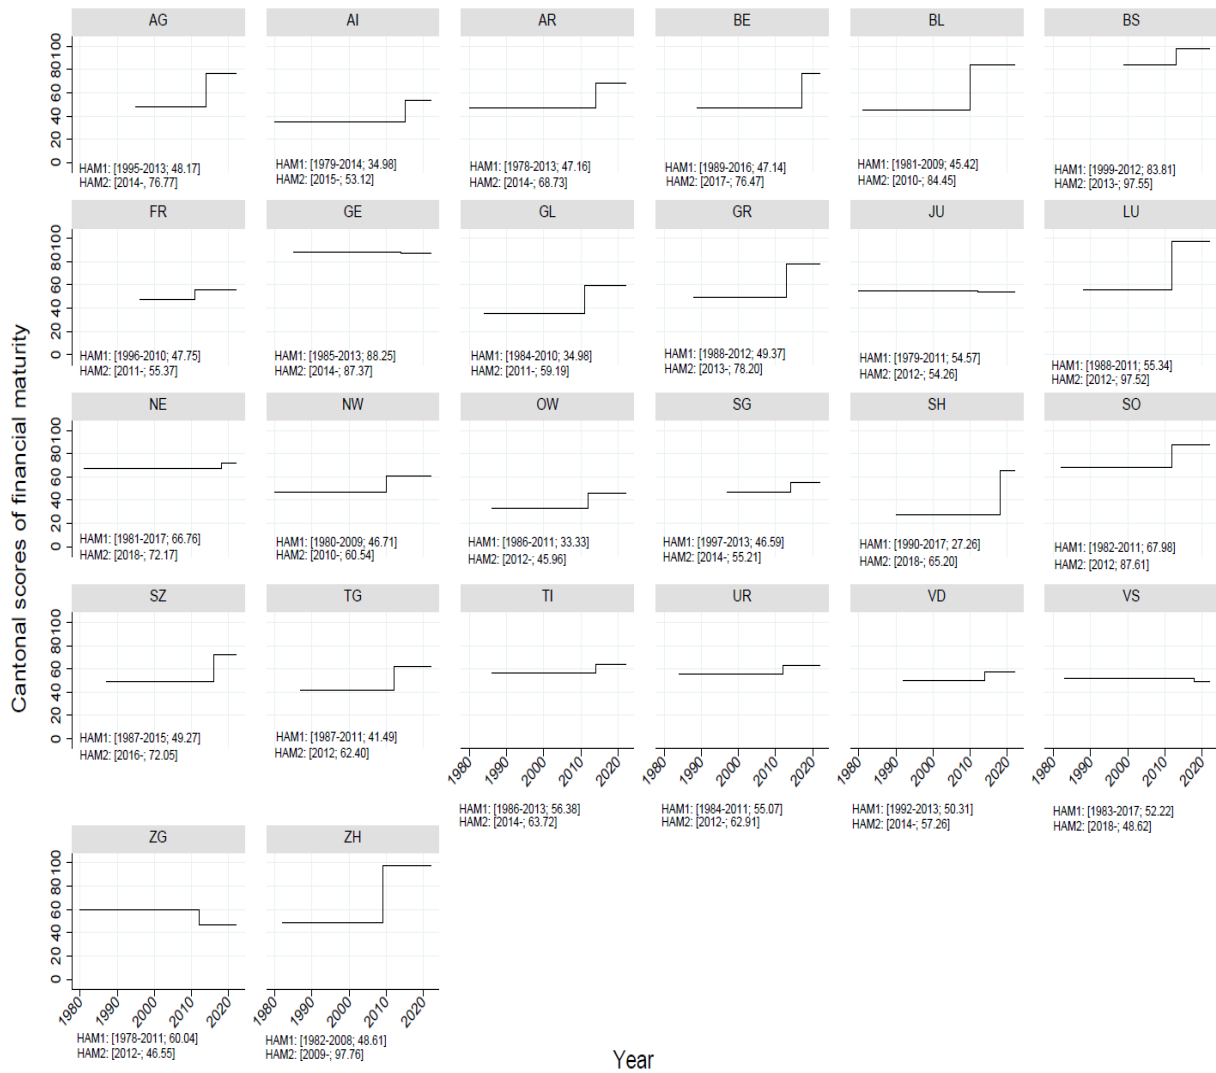 AG AI AR BE BL BS
0 20 40 60 80 100
HAM1: [1995-2013; 48.17]
HAM2: [2014-; 76.77]
HAM1: [1979-2014; 34.98]
HAM2: [2015-; 53.12]
HAM1: [1978-2013; 47.16]
HAM2: [2014-; 68.73]
HAM1: [1989-2016; 47.14]
HAM2: [2017-; 76.47]
HAM1: [1981-2009; 45.42]
HAM2: [2010-; 84.45]
HAM1: [1999-2012; 83.81]
HAM2: [2013-; 97.55]
FR GE GL GR JU LU
0 20 40 60 80 100
HAM1: [1996-2010; 47.75]
HAM2: [2011-; 55.37]
HAM1: [1985-2013; 88.25]
HAM2: [2014-; 87.37]
HAM1: [1984-2010; 34.98]
HAM2: [2011-; 59.19]
HAM1: [1988-2012; 49.37]
HAM2: [2013-; 78.20]
HAM1: [1979-2011; 54.57]
HAM2: [2012-; 54.26]
HAM1: [1988-2011; 55.34]
HAM2: [2012-; 97.52]
Cantonal scores of financial maturity
NE NW OW SG SH SO
0 20 40 60 80 100
HAM1: [1981-2017; 66.76]
HAM2: [2018-; 72.17]
HAM1: [1980-2009; 46.71]
HAM2: [2010-; 60.54]
HAM1: [1986-2011; 33.33]
HAM2: [2012-; 45.96]
HAM1: [1997-2013; 46.59]
HAM2: [2014-; 55.21]
HAM1: [1990-2017; 27.26]
HAM2: [2018-; 65.20]
HAM1: [1982-2011; 67.98]
HAM2: [2012; 87.61]
SZ TG TI UR VD VS
0 20 40 60 80 100
HAM1: [1987-2015; 49.27]
HAM2: [2016-; 72.05]
HAM1: [1987-2011; 41.49]
HAM2: [2012; 62.40]
1980 1990 2000 2010 2020
1980 1990 2000 2010 2020
1980 1990 2000 2010 2020
1980 1990 2000 2010 2020
HAM1: [1986-2013; 56.38]
HAM2: [2014-; 63.72]
HAM1: [1984-2011; 55.07]
HAM2: [2012-; 62.91]
HAM1: [1992-2013; 50.31]
HAM2: [2014-; 57.26]
HAM1: [1983-2017; 52.22]
HAM2: [2018-; 48.62]
ZG ZH
0 20 40 60 80 100
1980 1990 2000 2010 2020
1980 1990 2000 2010 2020
HAM1: [1978-2011; 60.04]
HAM2: [2012-; 46.55]
HAM1: [1982-2008; 48.61]
HAM2: [2009-; 97.76]
Year